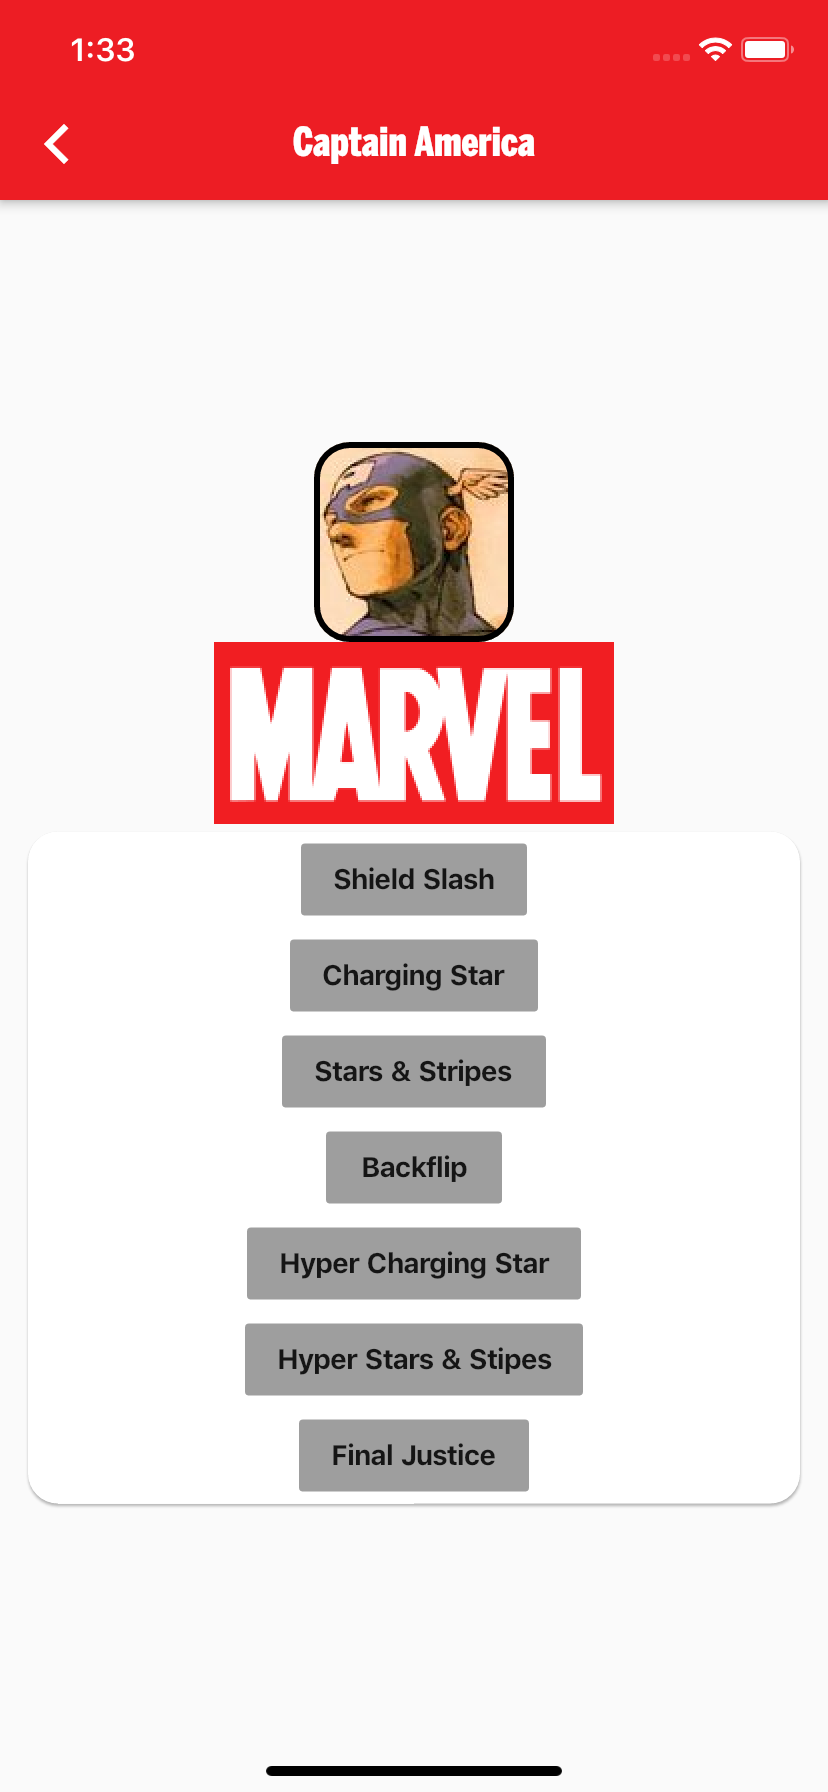 1:33
Captain America
MARVEL
Shield Slash
Charging Star
Stars & Stripes
Backflip
Hyper Charging Star
Hyper Stars & Stipes
Final Justice